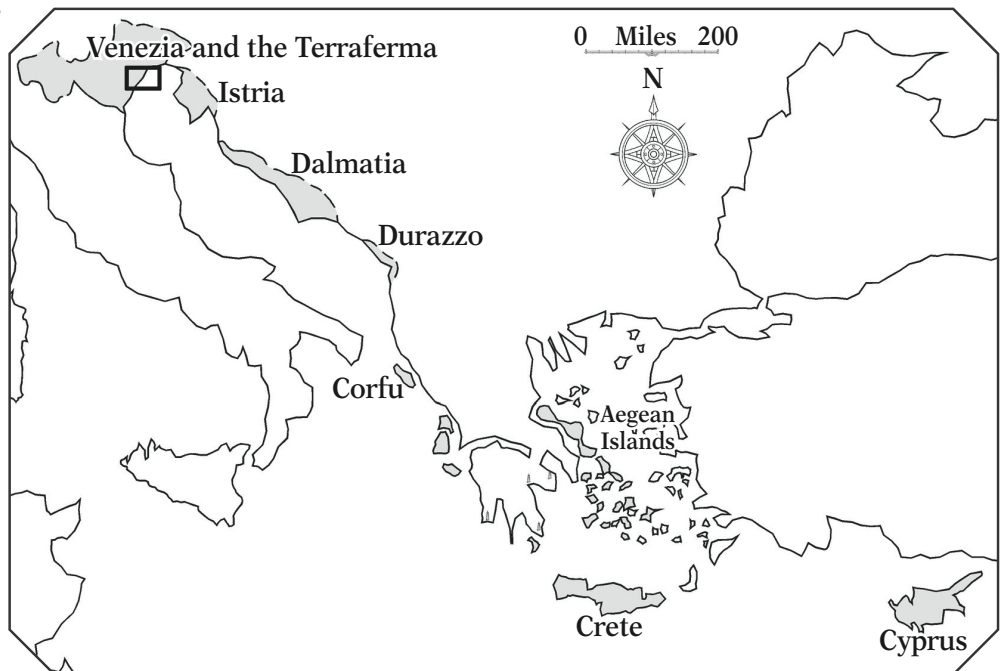 Venezia and the Terraferma
0 Miles 200
N
Istria
Dalmatia
Durazzo
Corfu
Aegean
Islands
Crete
Cyprus